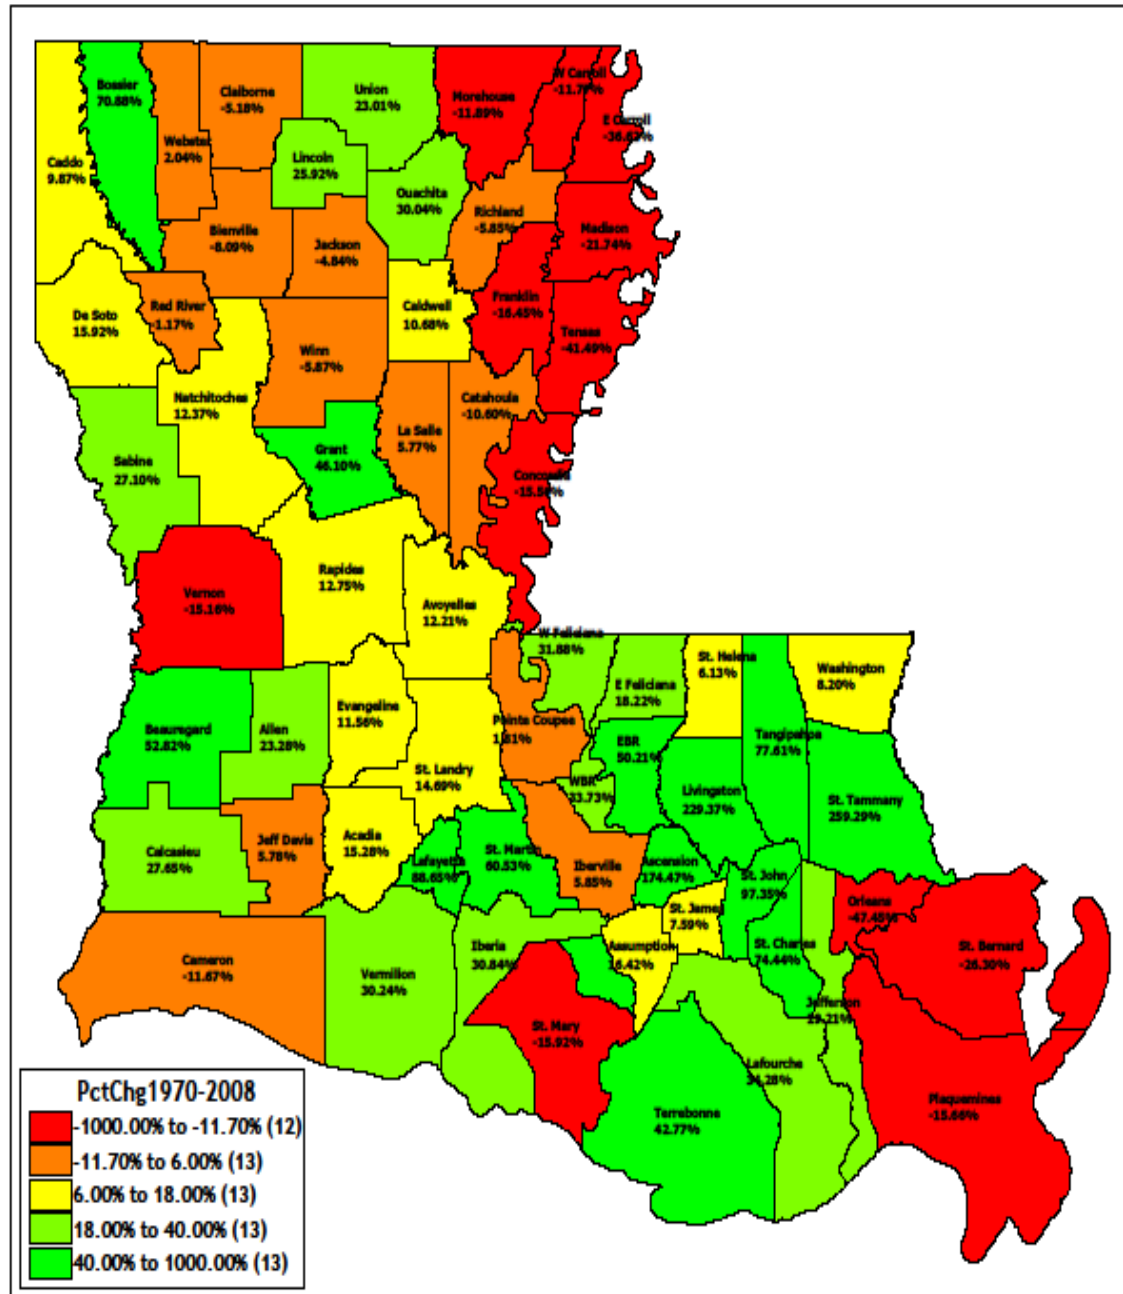 Bossier
70.88%
Claiborne
-5.18%
Union
23.01%
Morehouse
-11.89%
W Carroll
E Carroll
Webster
2.04%
Caddo
9.87%
Lincoln
25.92%
Ouachita
30.04%
Richland
-5.85%
Madison
-21.74%
Bienville
-8.09%
Jackson
-4.84%
De Soto
15.92%
Red River
-1.17%
Caldwell
10.68%
Franklin
-16.45%
Tensas
-41.49%
Winn
-5.87%
Natchitoches
12.37%
Catahoula
-10.60%
La Salle
5.77%
Grant
46.10%
Sabine
27.10%
Concordia
Vernon
-15.16%
Rapides
12.75%
Avoyelles
12.21%
W Feliciana
31.88%
E Feliciana
18.22%
St. Helena
6.13%
Washington
8.20%
Beauregard
52.82%
Allen
23.28%
Evangeline
11.56%
Pointe Coupee
1.81%
EBR
50.21%
Tangipahoa
77.61%
St. Landry
14.69%
WBR
33.73%
Livingston
229.37%
St. Tammany
259.29%
Calcasieu
27.65%
Jeff Davis
5.78%
Acadia
15.28%
Lafayette
88.65%
St. Martin
60.53%
Iberville
5.85%
Ascension
174.47%
St. John
97.35%
Orleans
-47.45%
St. James
7.59%
Cameron
-11.67%
Vermilion
30.24%
Iberia
30.84%
Assumption
16.42%
St. Charles
74.44%
St. Bernard
-26.30%
Jefferson
29.21%
St. Mary
-15.92%
Lafourche
34.28%
Terrebonne
42.77%
Plaquemines
-15.66%
PctChg1970-2008
-1000.00% to -11.70% (12)
-11.70% to 6.00% (13)
6.00% to 18.00% (13)
18.00% to 40.00% (13)
40.00% to 1000.00% (13)